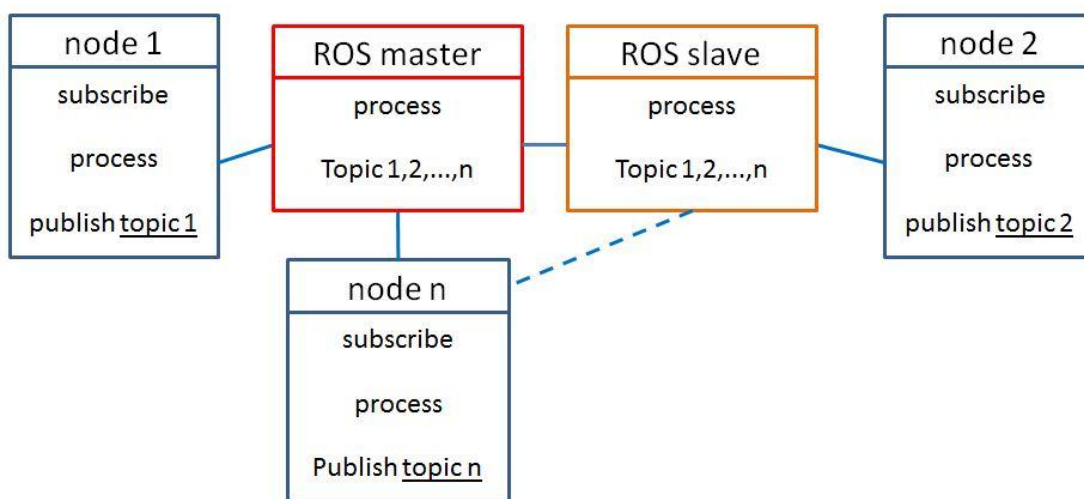 node 1
subscribe
process
publish topic 1
ROS master
process
Topic 1,2,...,n
ROS slave
process
Topic 1,2,...,n
node 2
subscribe
process
publish topic 2
node n
subscribe
process
Publish topic n